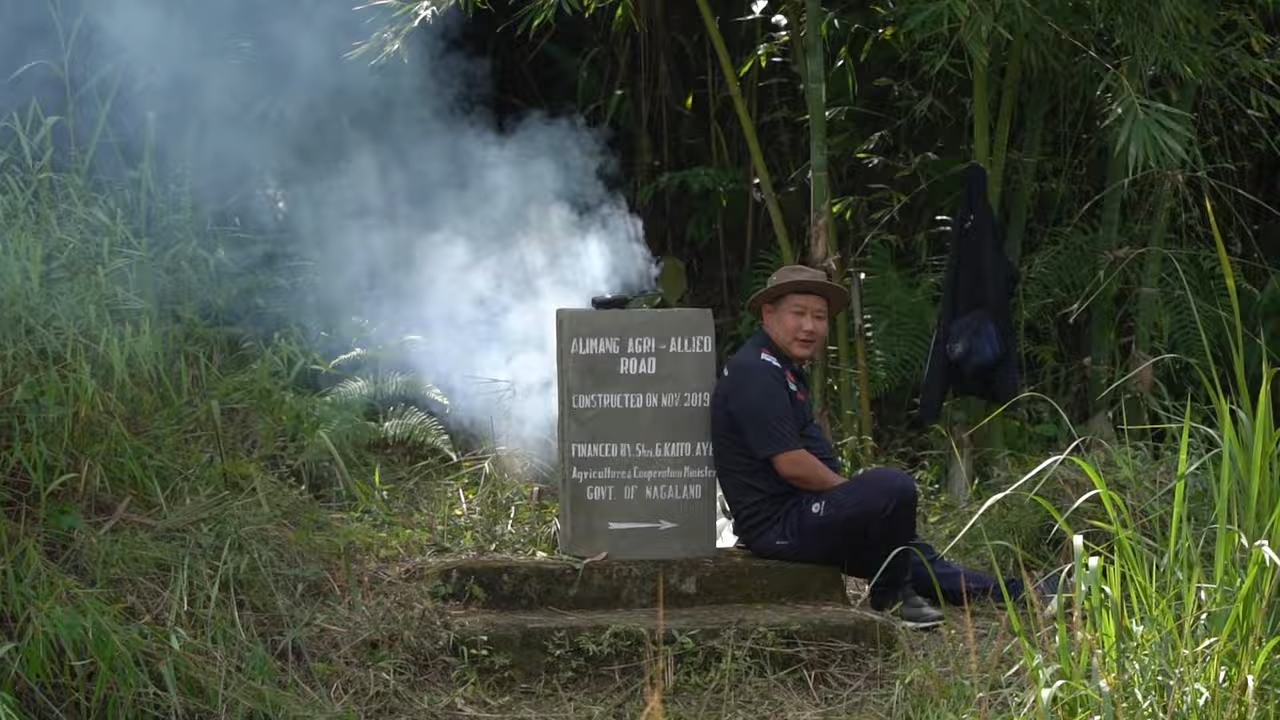 ALIMANG AGRI - ALLIED
ROAD
CONSTRUCTED ON NOV. 2019
FINANCED BY. Shri. G. KAITO. AYE
Agriculture & Cooperation Minister
GOVT. OF NAGALAND